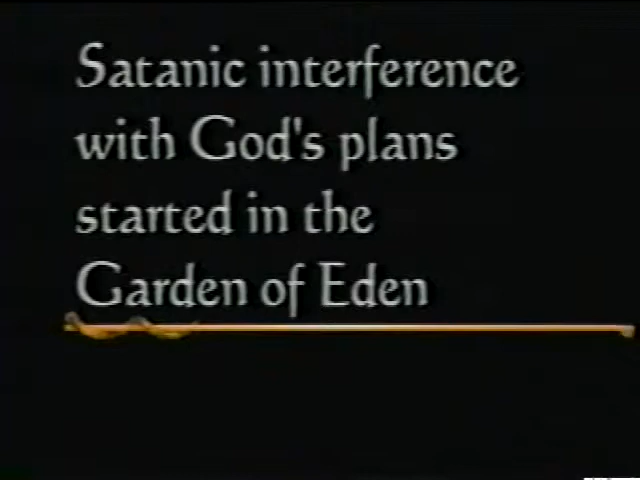 Satanic interference
with God's plans
started in the
Garden of Eden